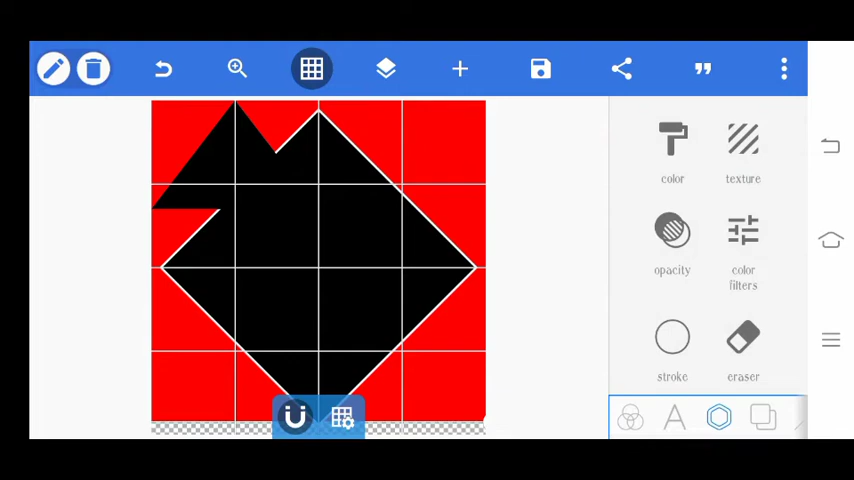 color texture
opacity color
filters
stroke eraser